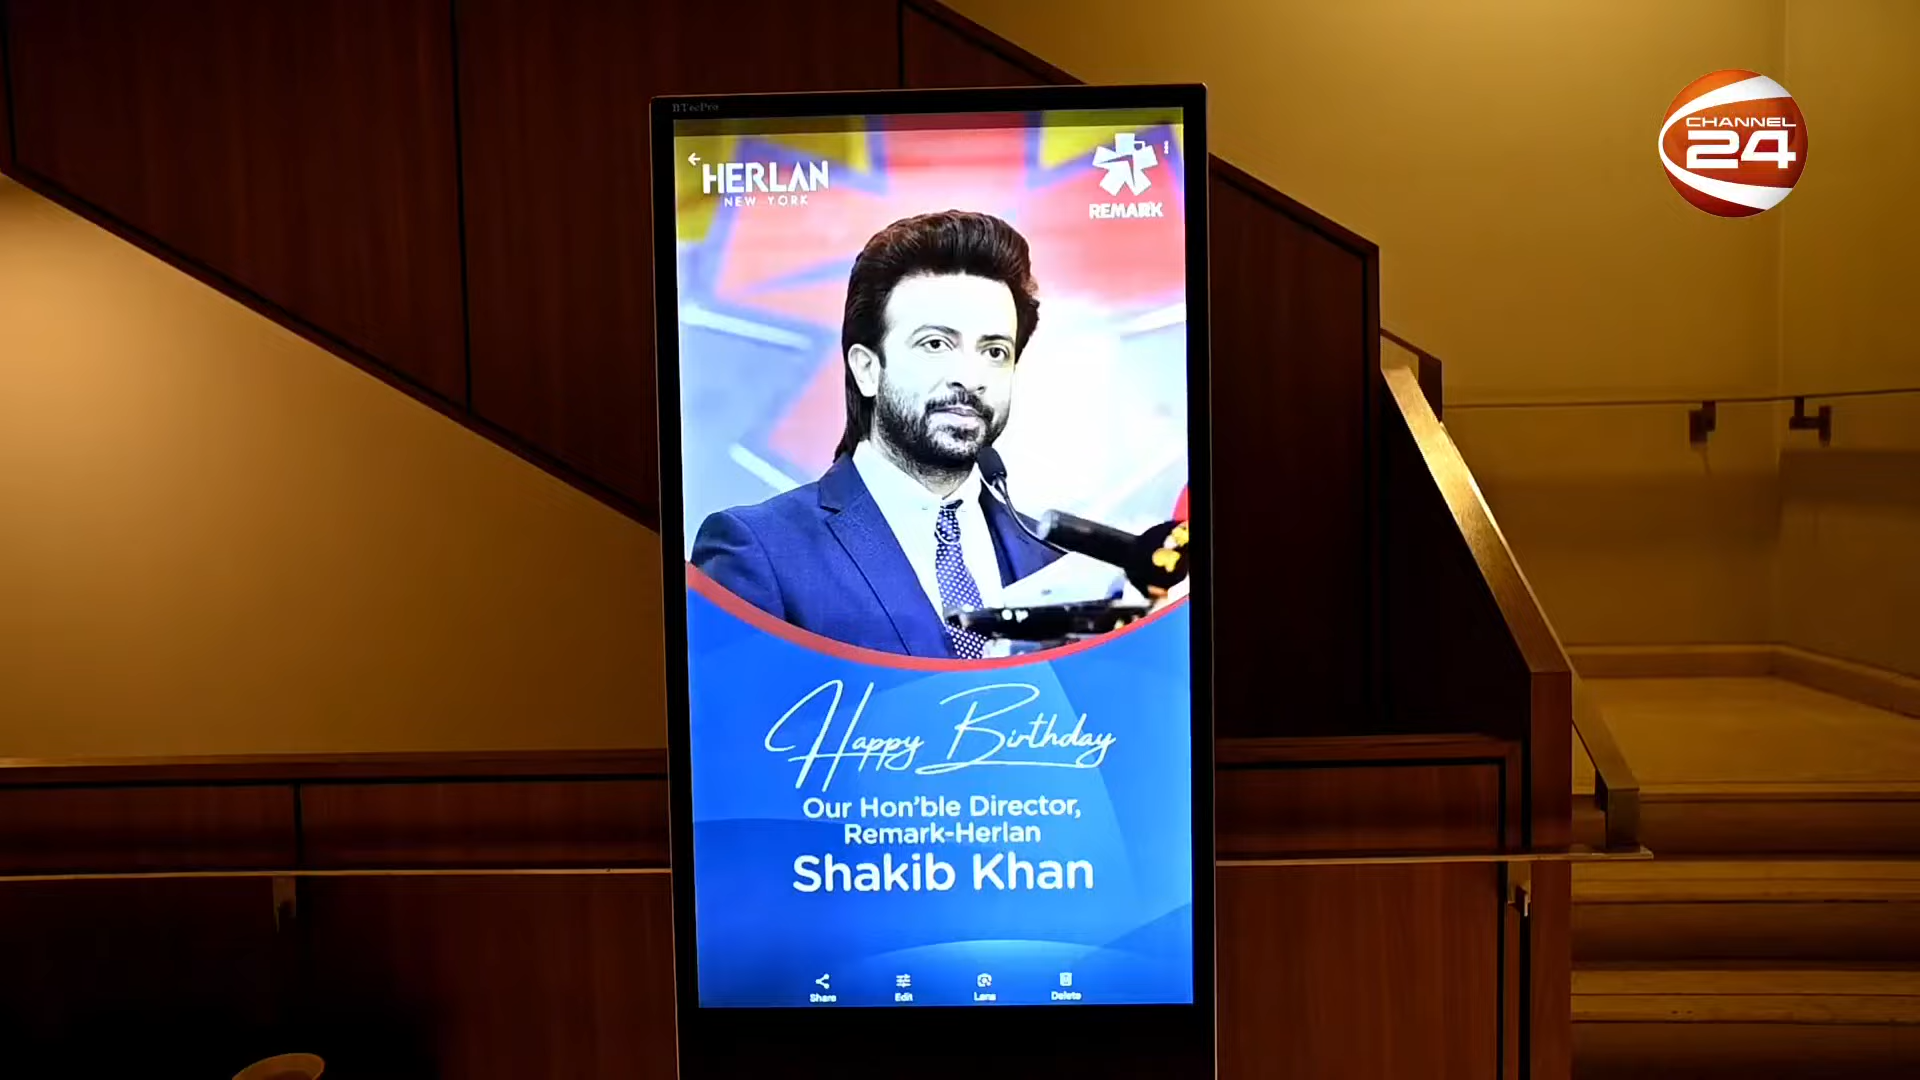 BTecPro
CHANNEL
24
HERLAN
NEW YORK
REMARK
Happy Birthday
Our Hon'ble Director,
Remark-Herlan
Shakib Khan
Share Edit Lens Delete